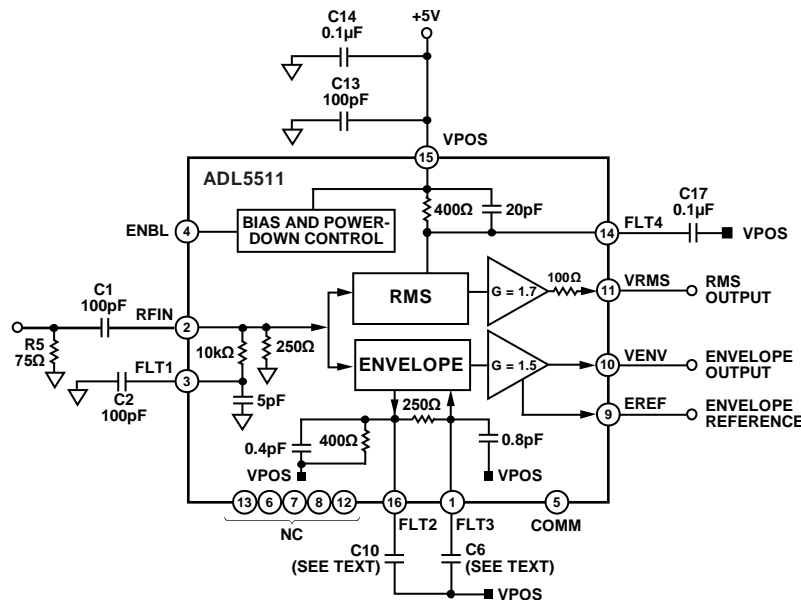 C14
0.1µF
+5V
C13
100pF
VPOS
15
ADL5511
400Ω
20pF
C17
0.1µF
ENBL
4
BIAS AND POWER-
DOWN CONTROL
14
FLT4
VPOS
C1
100pF
RFIN
2
RMS
G = 1.7
100Ω
11
VRMS
RMS
OUTPUT
R5
75Ω
10kΩ
250Ω
FLT1
3
ENVELOPE
G = 1.5
10
VENV
ENVELOPE
OUTPUT
C2
100pF
5pF
250Ω
9
EREF
ENVELOPE
REFERENCE
0.4pF
400Ω
0.8pF
VPOS
VPOS
13
6
7
8
12
16
1
5
NC
FLT2
FLT3
COMM
C10
(SEE TEXT)
C6
(SEE TEXT)
VPOS